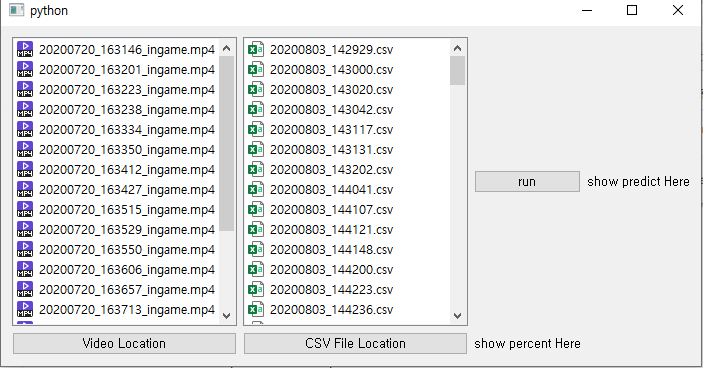 python
20200720_163146_ingame.mp4
20200720_163201_ingame.mp4
20200720_163223_ingame.mp4
20200720_163238_ingame.mp4
20200720_163334_ingame.mp4
20200720_163350_ingame.mp4
20200720_163412_ingame.mp4
20200720_163427_ingame.mp4
20200720_163515_ingame.mp4
20200720_163529_ingame.mp4
20200720_163550_ingame.mp4
20200720_163606_ingame.mp4
20200720_163657_ingame.mp4
20200720_163713_ingame.mp4
Video Location
20200803_142929.csv
20200803_143000.csv
20200803_143020.csv
20200803_143042.csv
20200803_143117.csv
20200803_143131.csv
20200803_143202.csv
20200803_144041.csv
20200803_144107.csv
20200803_144121.csv
20200803_144148.csv
20200803_144200.csv
20200803_144223.csv
20200803_144236.csv
CSV File Location
run
show predict Here
show percent Here